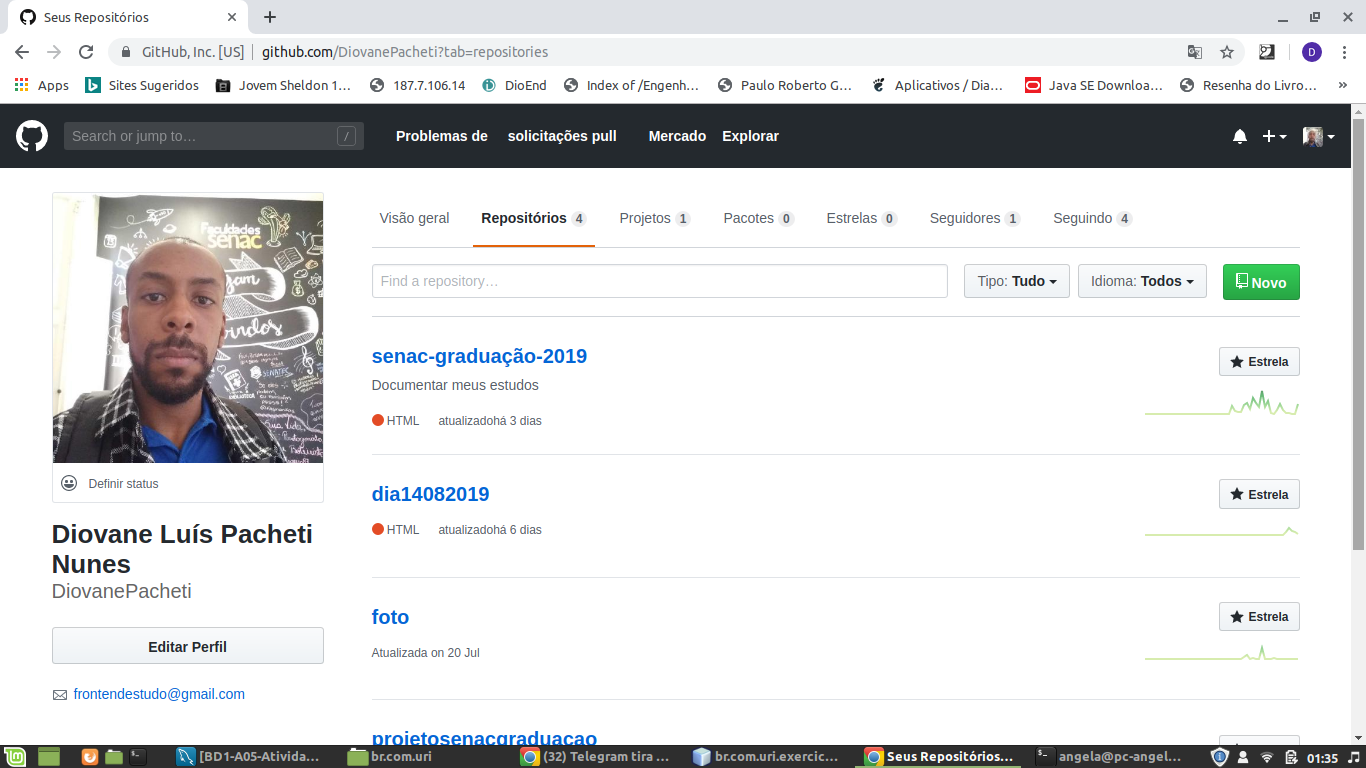 Seus Repositórios
GitHub, Inc. [US] github.com/DiovanePacheti?tab=repositories
Apps Sites Sugeridos Jovem Sheldon 1… 187.7.106.14 DioEnd Index of /Engenh… Paulo Roberto G… Aplicativos / Dia… Java SE Downloa… Resenha do Livro… »
Search or jump to… / Problemas de solicitações pull Mercado Explorar
Faculdades
senac
Visão geral Repositórios 4 Projetos 1 Pacotes 0 Estrelas 0 Seguidores 1 Seguindo 4
Find a repository… Tipo: Tudo Idioma: Todos Novo
senac-graduação-2019 Estrela
Documentar meus estudos
HTML atualizadohá 3 dias
Definir status
dia14082019 Estrela
HTML atualizadohá 6 dias
Diovane Luís Pacheti
Nunes
DiovanePacheti
foto Estrela
Editar Perfil
Atualizada on 20 Jul
frontendestudo@gmail.com
projetosenacgraduacao
[BD1-A05-Ativida… br.com.uri (32) Telegram tira … br.com.uri.exercic… Seus Repositórios… angela@pc-angel… 01:35